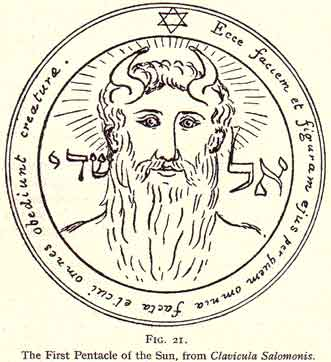 Ecce faciem et figuram ejus per quem omnia facta et cui omnes obediunt creature.
אל שדי
FIG. 21.
The First Pentacle of the Sun, from Clavicula Salomonis.